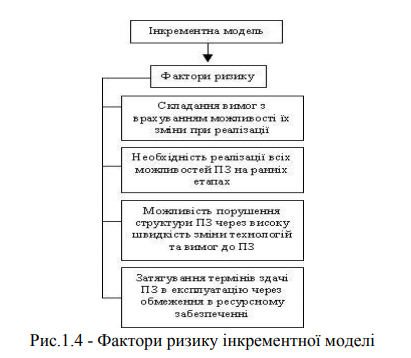 Інкрементна модель
Фактори ризику
Складання вимог з
врахуванням можливості їх
зміни при реалізації
Необхідність реалізації всіх
можливостей ПЗ на ранніх
етапах
Можливість порушення
структури ПЗ через високу
швидкість зміни технологій
та вимог до ПЗ
Затягування термінів здачі
ПЗ в експлуатацію через
обмеження в ресурсному
забезпеченні
Рис.1.4 - Фактори ризику інкрементної моделі